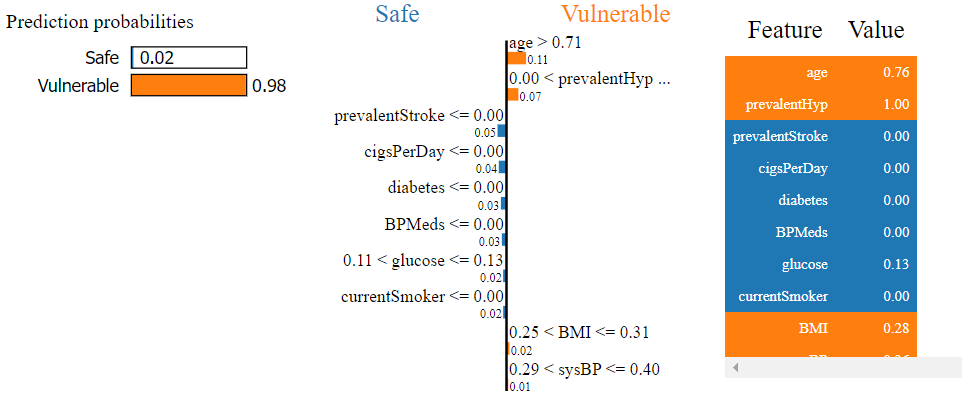 Prediction probabilities
Safe 0.02
Vulnerable 0.98
Safe Vulnerable
age > 0.71
0.11
0.00 < prevalentHyp ...
0.07
prevalentStroke <= 0.00
0.05
cigsPerDay <= 0.00
0.04
diabetes <= 0.00
0.03
BPMeds <= 0.00
0.03
0.11 < glucose <= 0.13
0.02
currentSmoker <= 0.00
0.02
0.25 < BMI <= 0.31
0.02
0.29 < sysBP <= 0.40
0.01
Feature Value
age 0.76
prevalentHyp 1.00
prevalentStroke 0.00
cigsPerDay 0.00
diabetes 0.00
BPMeds 0.00
glucose 0.13
currentSmoker 0.00
BMI 0.28